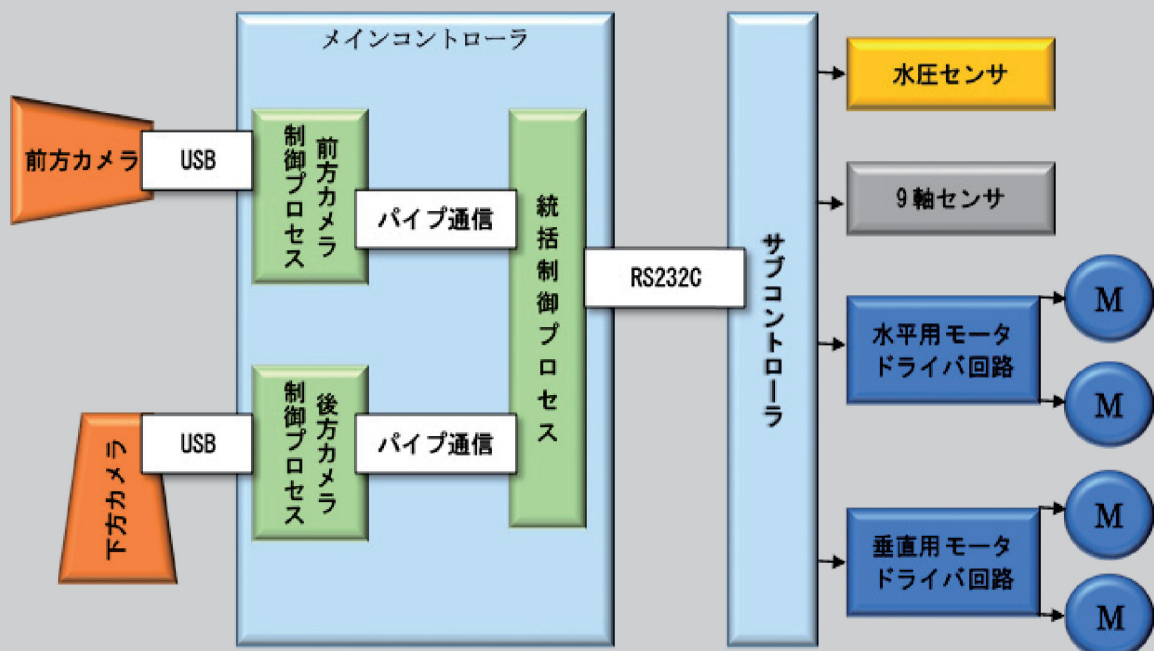 メインコントローラ
前方カメラ
USB
前方カメラ
制御プロセス
パイプ通信
統括制御プロセス
RS232C
サブコントローラ
水圧センサ
9軸センサ
水平用モータ
ドライバ回路
M
M
下方カメラ
USB
後方カメラ
制御プロセス
パイプ通信
垂直用モータ
ドライバ回路
M
M